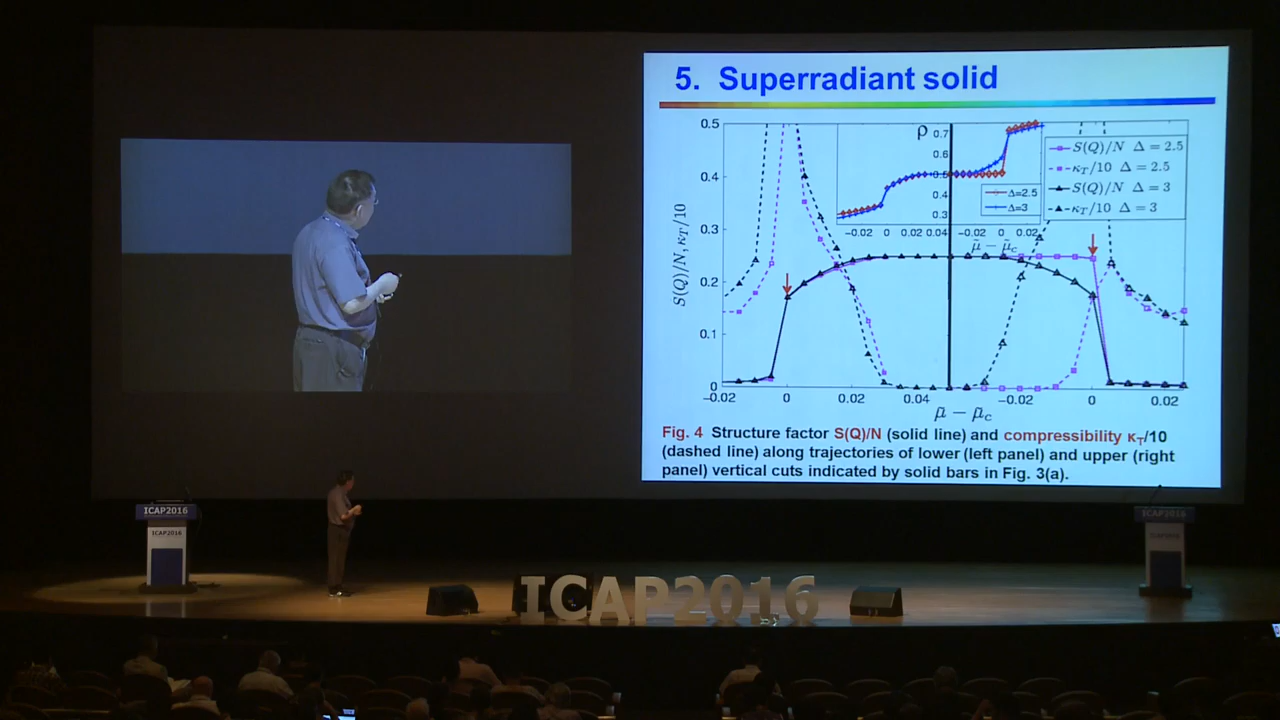 5. Superradiant solid
0.5
0.4
0.3
0.2
0.1
0
S(Q)/N, κT/10
ρ
0.7
0.6
0.5
0.4
0.3
Δ=2.5
Δ=3
−0.02 0 0.02 0.04 −0.02 0 0.02
μ̃ − μ̃c
S(Q)/N Δ = 2.5
κT/10 Δ = 2.5
S(Q)/N Δ = 3
κT/10 Δ = 3
−0.02 0 0.02 0.04 −0.02 0 0.02
μ̃ − μ̃c
Fig. 4 Structure factor S(Q)/N (solid line) and compressibility κT/10
(dashed line) along trajectories of lower (left panel) and upper (right
panel) vertical cuts indicated by solid bars in Fig. 3(a).
ICAP2016
ICAP2016
ICAP2016
ICAP2016